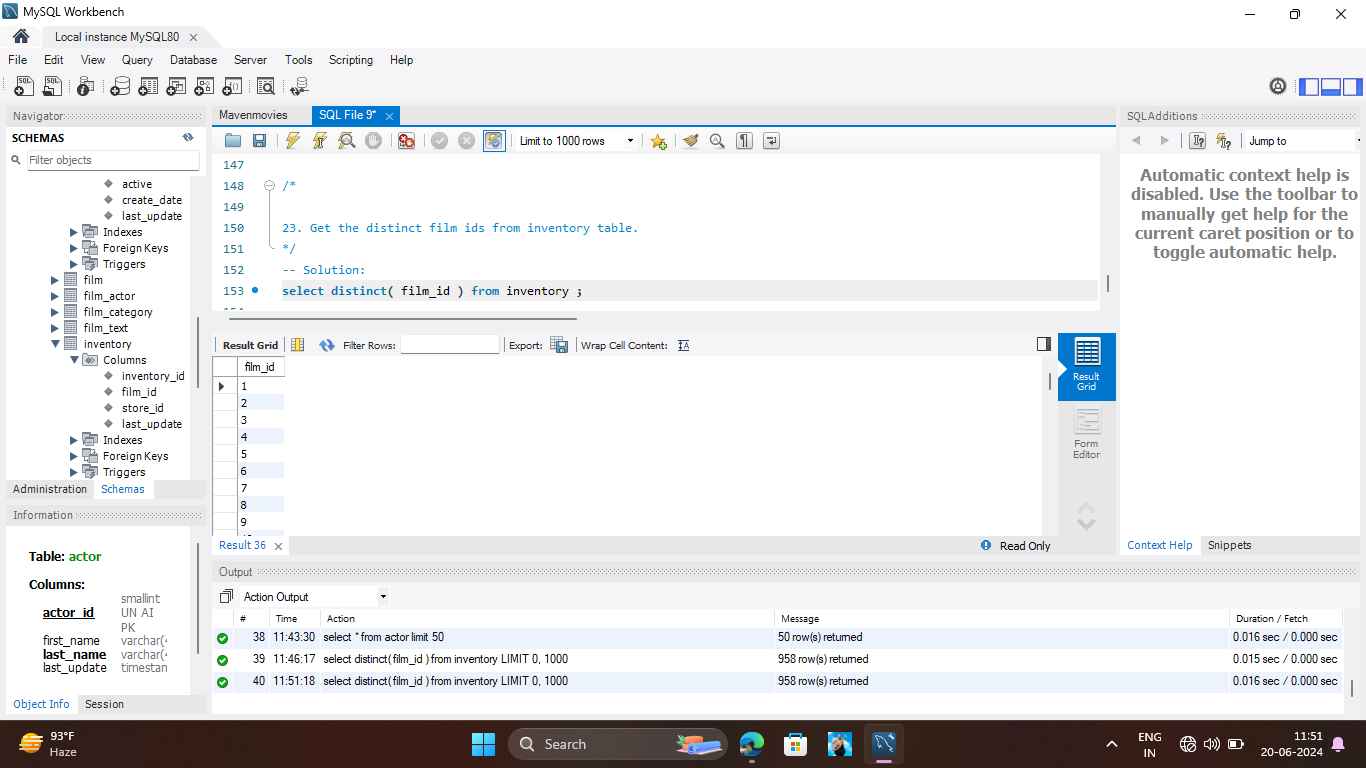 MySQL Workbench
Local instance MySQL80
File Edit View Query Database Server Tools Scripting Help
Navigator
SCHEMAS
Filter objects
active
create_date
last_update
Indexes
Foreign Keys
Triggers
film
film_actor
film_category
film_text
inventory
Columns
inventory_id
film_id
store_id
last_update
Indexes
Foreign Keys
Triggers
Administration Schemas
Information
Table: actor
Columns:
actor_id smallint UN AI PK
first_name varchar(4
last_name varchar(4
last_update timestan
Object Info Session
Mavenmovies SQL File 9*
Limit to 1000 rows
147
148 /*
149
150 23. Get the distinct film ids from inventory table.
151 */
152 -- Solution:
153 select distinct( film_id ) from inventory ;
Result Grid Filter Rows: Export: Wrap Cell Content:
film_id
1
2
3
4
5
6
7
8
9
Result Grid
Form Editor
Result 36 Read Only
Output
Action Output
# Time Action Message Duration / Fetch
38 11:43:30 select * from actor limit 50 50 row(s) returned 0.016 sec / 0.000 sec
39 11:46:17 select distinct( film_id ) from inventory LIMIT 0, 1000 958 row(s) returned 0.015 sec / 0.000 sec
40 11:51:18 select distinct( film_id ) from inventory LIMIT 0, 1000 958 row(s) returned 0.016 sec / 0.000 sec
SQLAdditions
Jump to
Automatic context help is
disabled. Use the toolbar to
manually get help for the
current caret position or to
toggle automatic help.
Context Help Snippets
93°F
Haze
Search
ENG
IN
11:51
20-06-2024